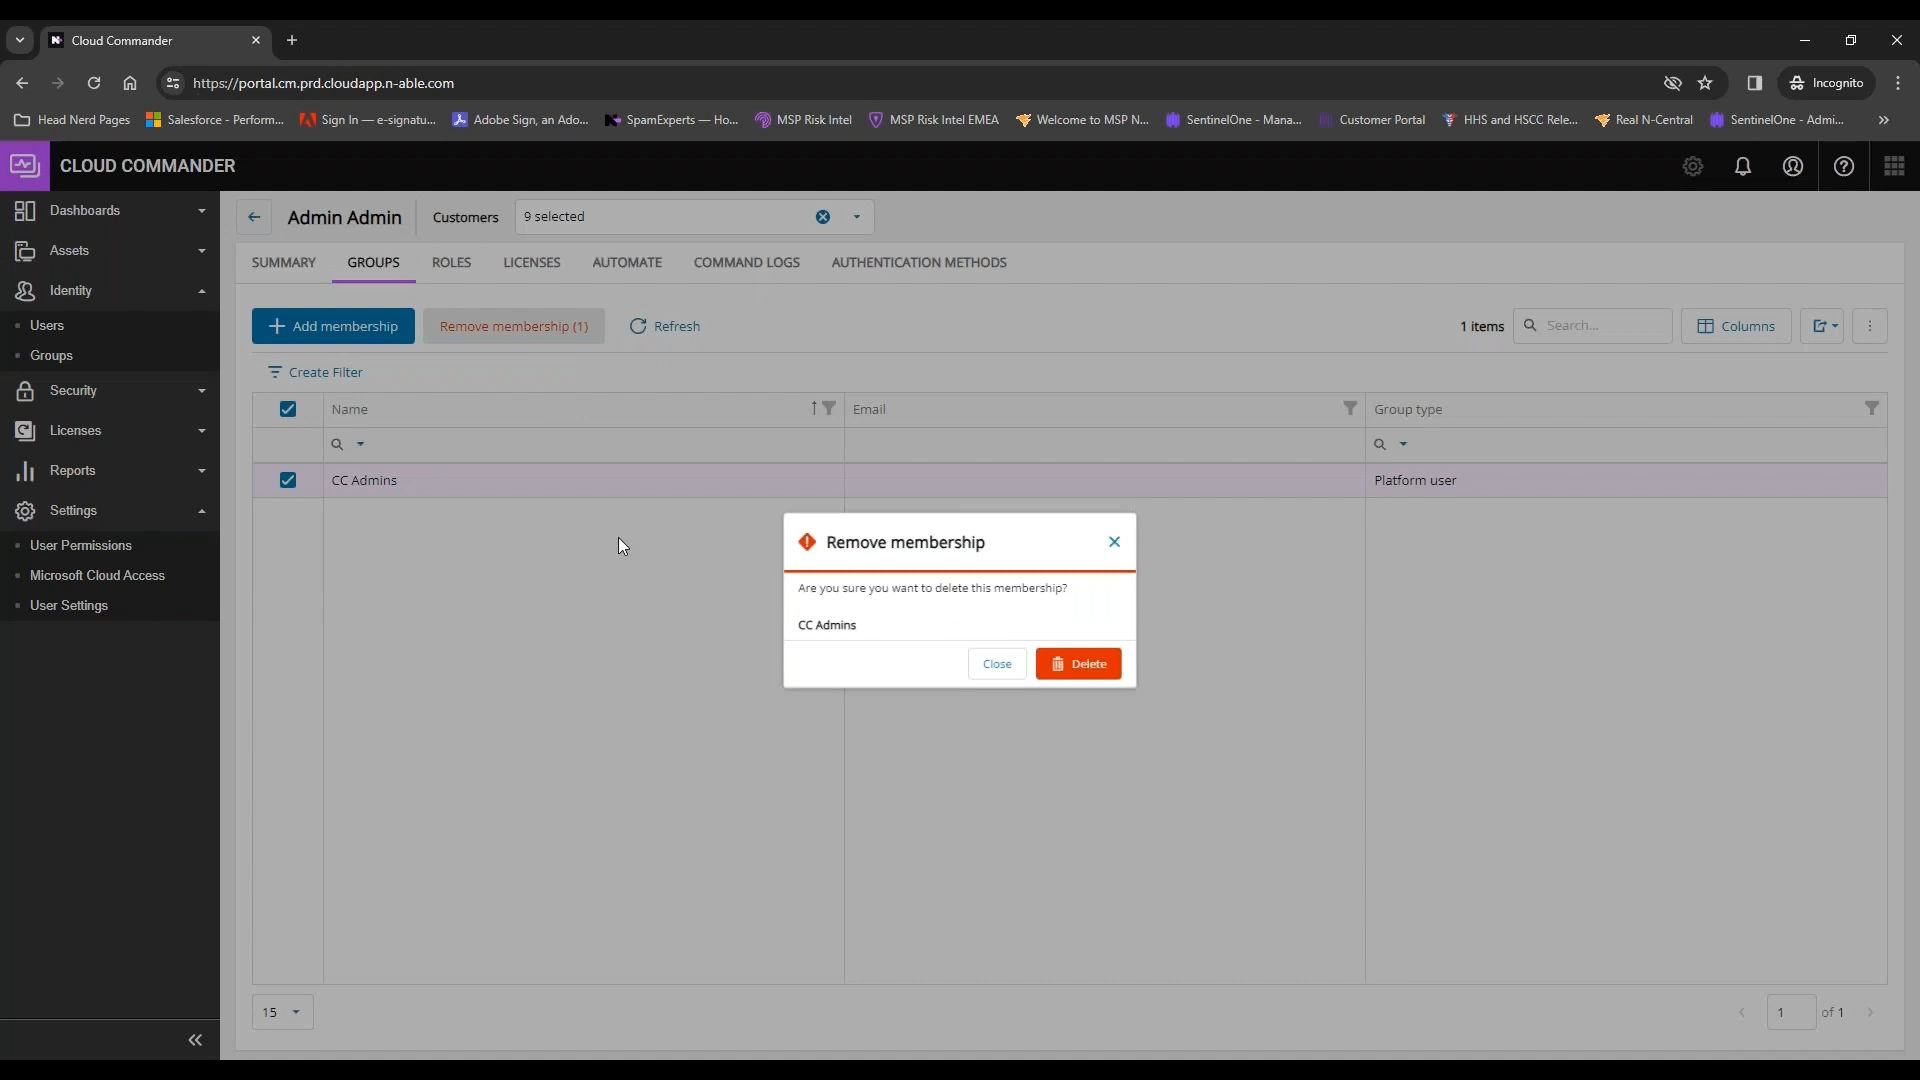 Cloud Commander
https://portal.cm.prd.cloudapp.n-able.com
Incognito
Head Nerd Pages
Salesforce - Perform...
Sign In — e-signatu...
Adobe Sign, an Ado...
SpamExperts — Ho...
MSP Risk Intel
MSP Risk Intel EMEA
Welcome to MSP N...
SentinelOne - Mana...
Customer Portal
HHS and HSCC Rele...
Real N-Central
SentinelOne - Admi...
CLOUD COMMANDER
Dashboards
Assets
Identity
Users
Groups
Security
Licenses
Reports
Settings
User Permissions
Microsoft Cloud Access
User Settings
Admin Admin
Customers
9 selected
SUMMARY
GROUPS
ROLES
LICENSES
AUTOMATE
COMMAND LOGS
AUTHENTICATION METHODS
Add membership
Remove membership (1)
Refresh
1 items
Search...
Columns
Create Filter
Name
Email
Group type
CC Admins
Platform user
Remove membership
Are you sure you want to delete this membership?
CC Admins
Close
Delete
15
1
of 1